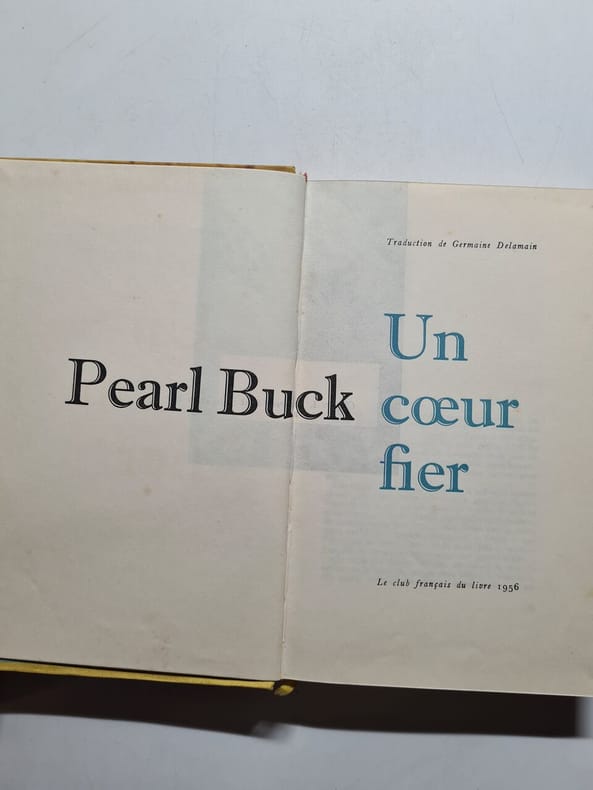 Pearl Buck
Traduction de Germaine Delamain
Un
cœur
fier
Le club français du livre 1956